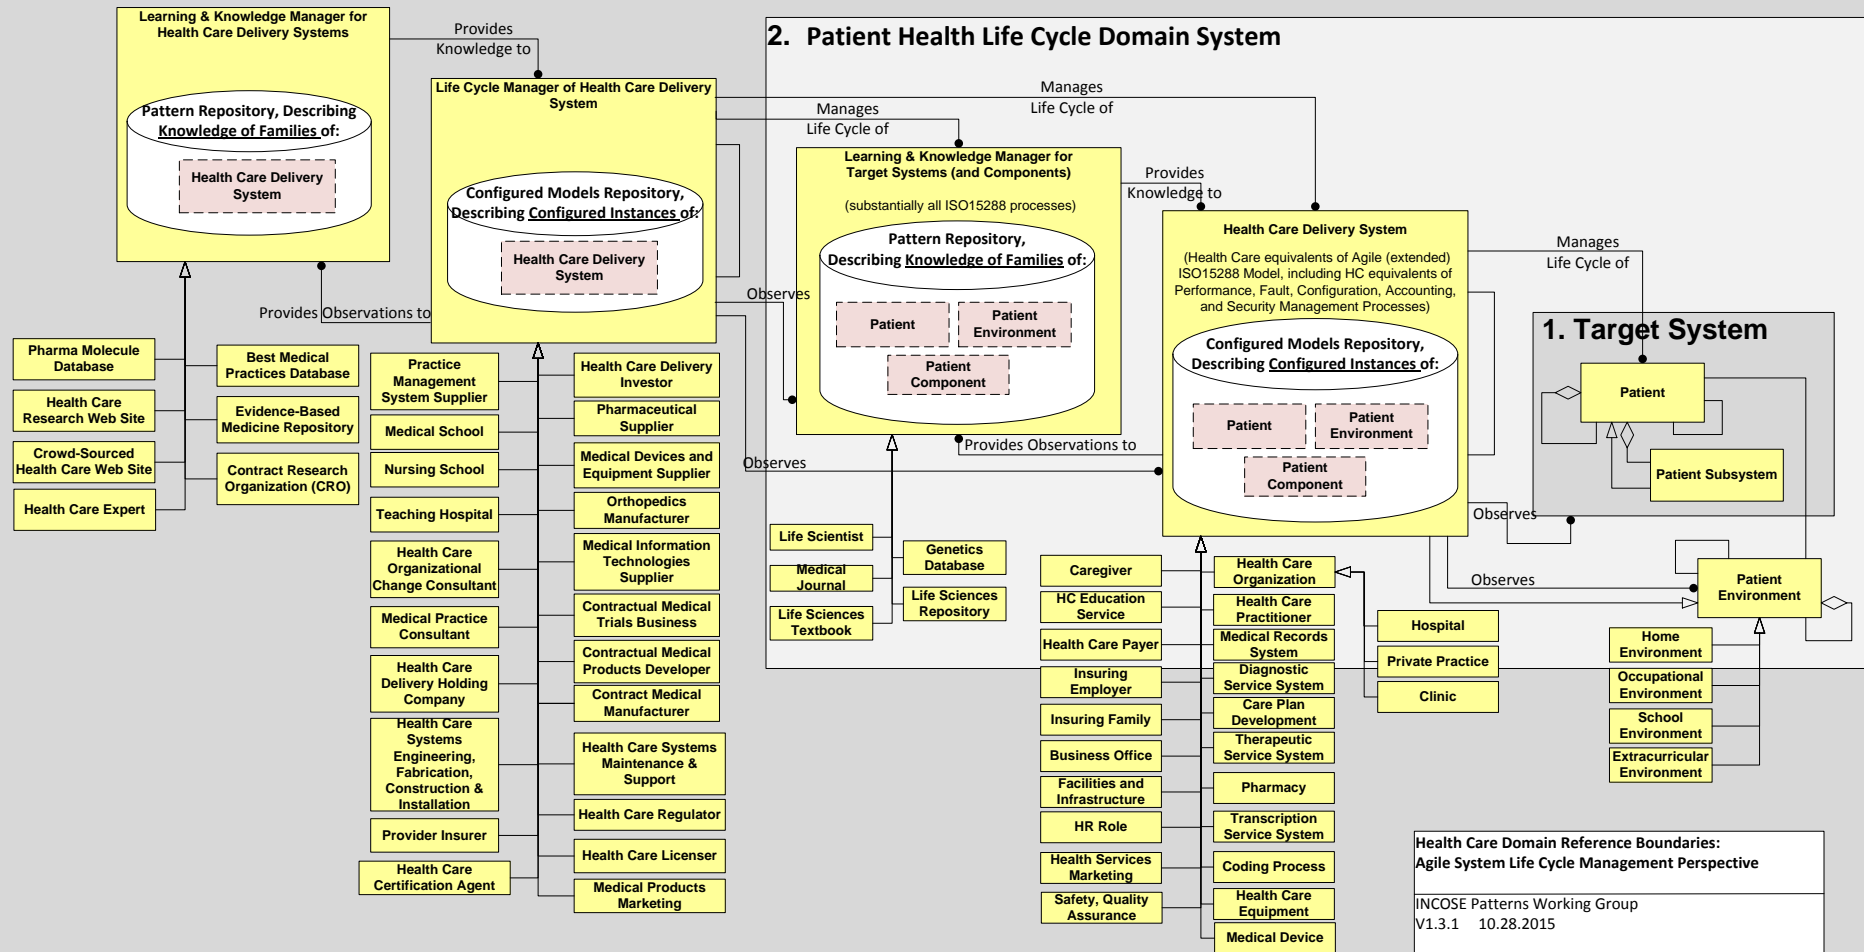 Learning & Knowledge Manager for
Health Care Delivery Systems
Pattern Repository, Describing
Knowledge of Families of:
Health Care Delivery
System
Provides
Knowledge to
Life Cycle Manager of Health Care Delivery
System
Configured Models Repository,
Describing Configured Instances of:
Health Care Delivery
System
Provides Observations to
2. Patient Health Life Cycle Domain System
Manages
Life Cycle of
Manages
Life Cycle of
Learning & Knowledge Manager for
Target Systems (and Components)
(substantially all ISO15288 processes)
Pattern Repository,
Describing Knowledge of Families of:
Patient
Patient
Environment
Patient
Component
Provides
Knowledge to
Observes
Observes
Provides Observations to
Health Care Delivery System
(Health Care equivalents of Agile (extended)
ISO15288 Model, including HC equivalents of
Performance, Fault, Configuration, Accounting,
and Security Management Processes)
Configured Models Repository,
Describing Configured Instances of:
Patient
Patient
Environment
Patient
Component
Manages
Life Cycle of
1. Target System
Patient
Patient Subsystem
Observes
Observes
Patient
Environment
Pharma Molecule
Database
Health Care
Research Web Site
Crowd-Sourced
Health Care Web Site
Health Care Expert
Best Medical
Practices Database
Evidence-Based
Medicine Repository
Contract Research
Organization (CRO)
Practice
Management
System Supplier
Medical School
Nursing School
Teaching Hospital
Health Care
Organizational
Change Consultant
Medical Practice
Consultant
Health Care
Delivery Holding
Company
Health Care
Systems
Engineering,
Fabrication,
Construction &
Installation
Provider Insurer
Health Care
Certification Agent
Health Care Delivery
Investor
Pharmaceutical
Supplier
Medical Devices and
Equipment Supplier
Orthopedics
Manufacturer
Medical Information
Technologies
Supplier
Contractual Medical
Trials Business
Contractual Medical
Products Developer
Contract Medical
Manufacturer
Health Care Systems
Maintenance &
Support
Health Care Regulator
Health Care Licenser
Medical Products
Marketing
Life Scientist
Medical
Journal
Life Sciences
Textbook
Genetics
Database
Life Sciences
Repository
Caregiver
HC Education
Service
Health Care Payer
Insuring
Employer
Insuring Family
Business Office
Facilities and
Infrastructure
HR Role
Health Services
Marketing
Safety, Quality
Assurance
Health Care
Organization
Health Care
Practitioner
Medical Records
System
Diagnostic
Service System
Care Plan
Development
Therapeutic
Service System
Pharmacy
Transcription
Service System
Coding Process
Health Care
Equipment
Medical Device
Hospital
Private Practice
Clinic
Home
Environment
Occupational
Environment
School
Environment
Extracurricular
Environment
Health Care Domain Reference Boundaries:
Agile System Life Cycle Management Perspective
INCOSE Patterns Working Group
V1.3.1 10.28.2015